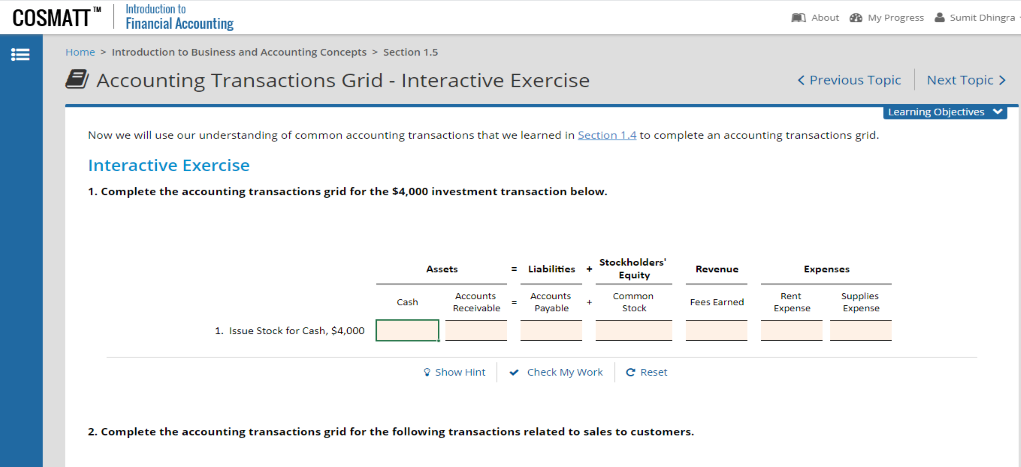 COSMATT™
Introduction to
Financial Accounting
About My Progress Sumit Dhingra
Home > Introduction to Business and Accounting Concepts > Section 1.5
Accounting Transactions Grid - Interactive Exercise
< Previous Topic Next Topic >
Learning Objectives
Now we will use our understanding of common accounting transactions that we learned in Section 1.4 to complete an accounting transactions grid.
Interactive Exercise
1. Complete the accounting transactions grid for the $4,000 investment transaction below.
Assets = Liabilities + Stockholders' Equity Revenue Expenses
Cash Accounts Receivable = Accounts Payable + Common Stock Fees Earned Rent Expense Supplies Expense
1. Issue Stock for Cash, $4,000
Show Hint Check My Work Reset
2. Complete the accounting transactions grid for the following transactions related to sales to customers.